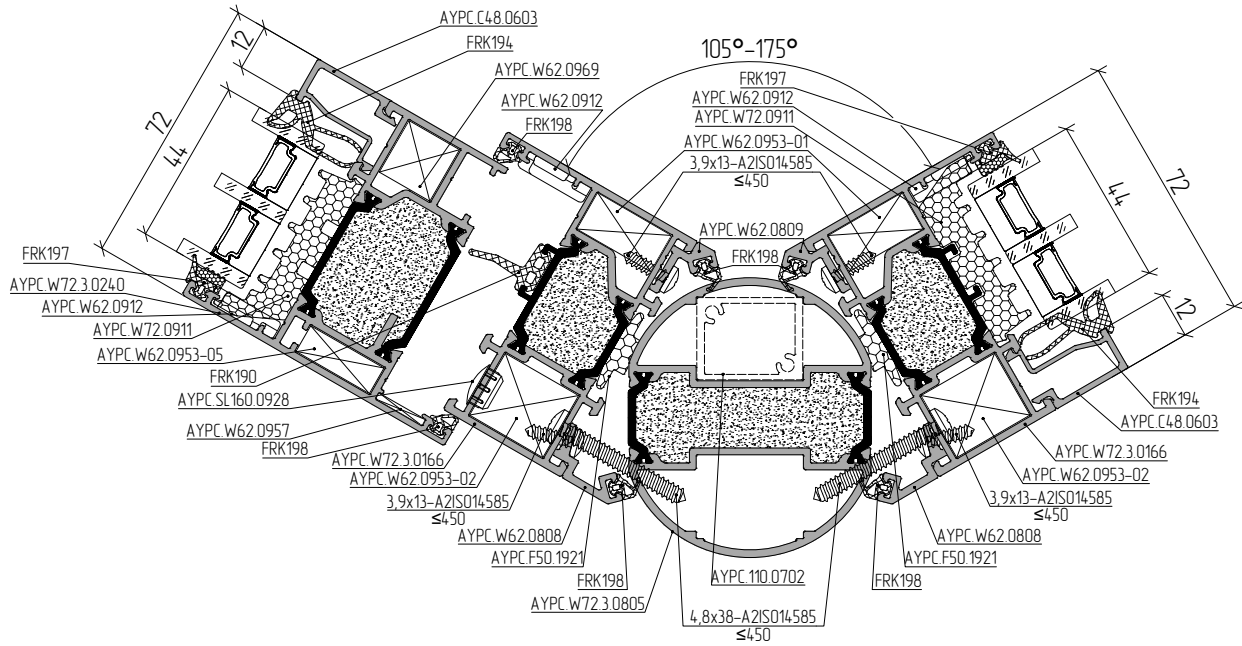 AYPC.C48.0603
FRK194
AYPC.W62.0969
AYPC.W62.0912
FRK198
12
72
44
105°-175°
FRK197
AYPC.W62.0912
AYPC.W72.0911
AYPC.W62.0953-01
3,9x13-A2ISO14585
≤450
AYPC.W62.0809
FRK198
44
72
12
FRK197
AYPC.W72.3.0240
AYPC.W62.0912
AYPC.W72.0911
AYPC.W62.0953-05
FRK190
AYPC.SL160.0928
AYPC.W62.0957
FRK198
AYPC.W72.3.0166
AYPC.W62.0953-02
3,9x13-A2ISO14585
≤450
AYPC.W62.0808
AYPC.F50.1921
FRK198
AYPC.W72.3.0805
AYPC.110.0702
4,8x38-A2ISO14585
≤450
FRK194
AYPC.C48.0603
AYPC.W72.3.0166
AYPC.W62.0953-02
3,9x13-A2ISO14585
≤450
AYPC.W62.0808
AYPC.F50.1921
FRK198